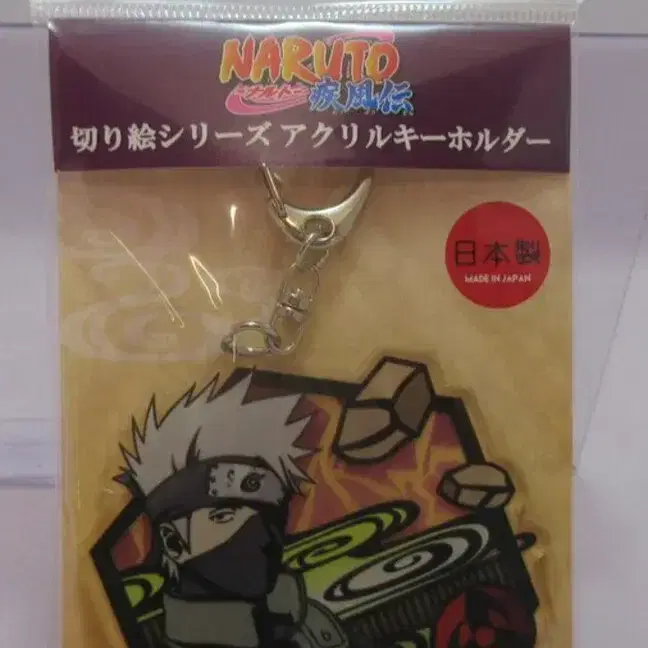 NARUTO
ナルト
疾風伝
切り絵シリーズ アクリルキーホルダー
日本製
MADE IN JAPAN